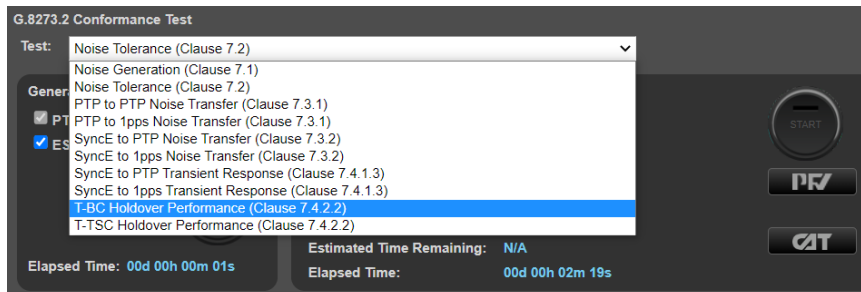 G.8273.2 Conformance Test
Test: Noise Tolerance (Clause 7.2)
Noise Generation (Clause 7.1)
Noise Tolerance (Clause 7.2)
PTP to PTP Noise Transfer (Clause 7.3.1)
PTP to 1pps Noise Transfer (Clause 7.3.1)
SyncE to PTP Noise Transfer (Clause 7.3.2)
SyncE to 1pps Noise Transfer (Clause 7.3.2)
SyncE to PTP Transient Response (Clause 7.4.1.3)
SyncE to 1pps Transient Response (Clause 7.4.1.3)
T-BC Holdover Performance (Clause 7.4.2.2)
T-TSC Holdover Performance (Clause 7.4.2.2)
Gener
PT
ES
START
PFV
CAT
Estimated Time Remaining: N/A
Elapsed Time: 00d 00h 00m 01s
Elapsed Time: 00d 00h 02m 19s